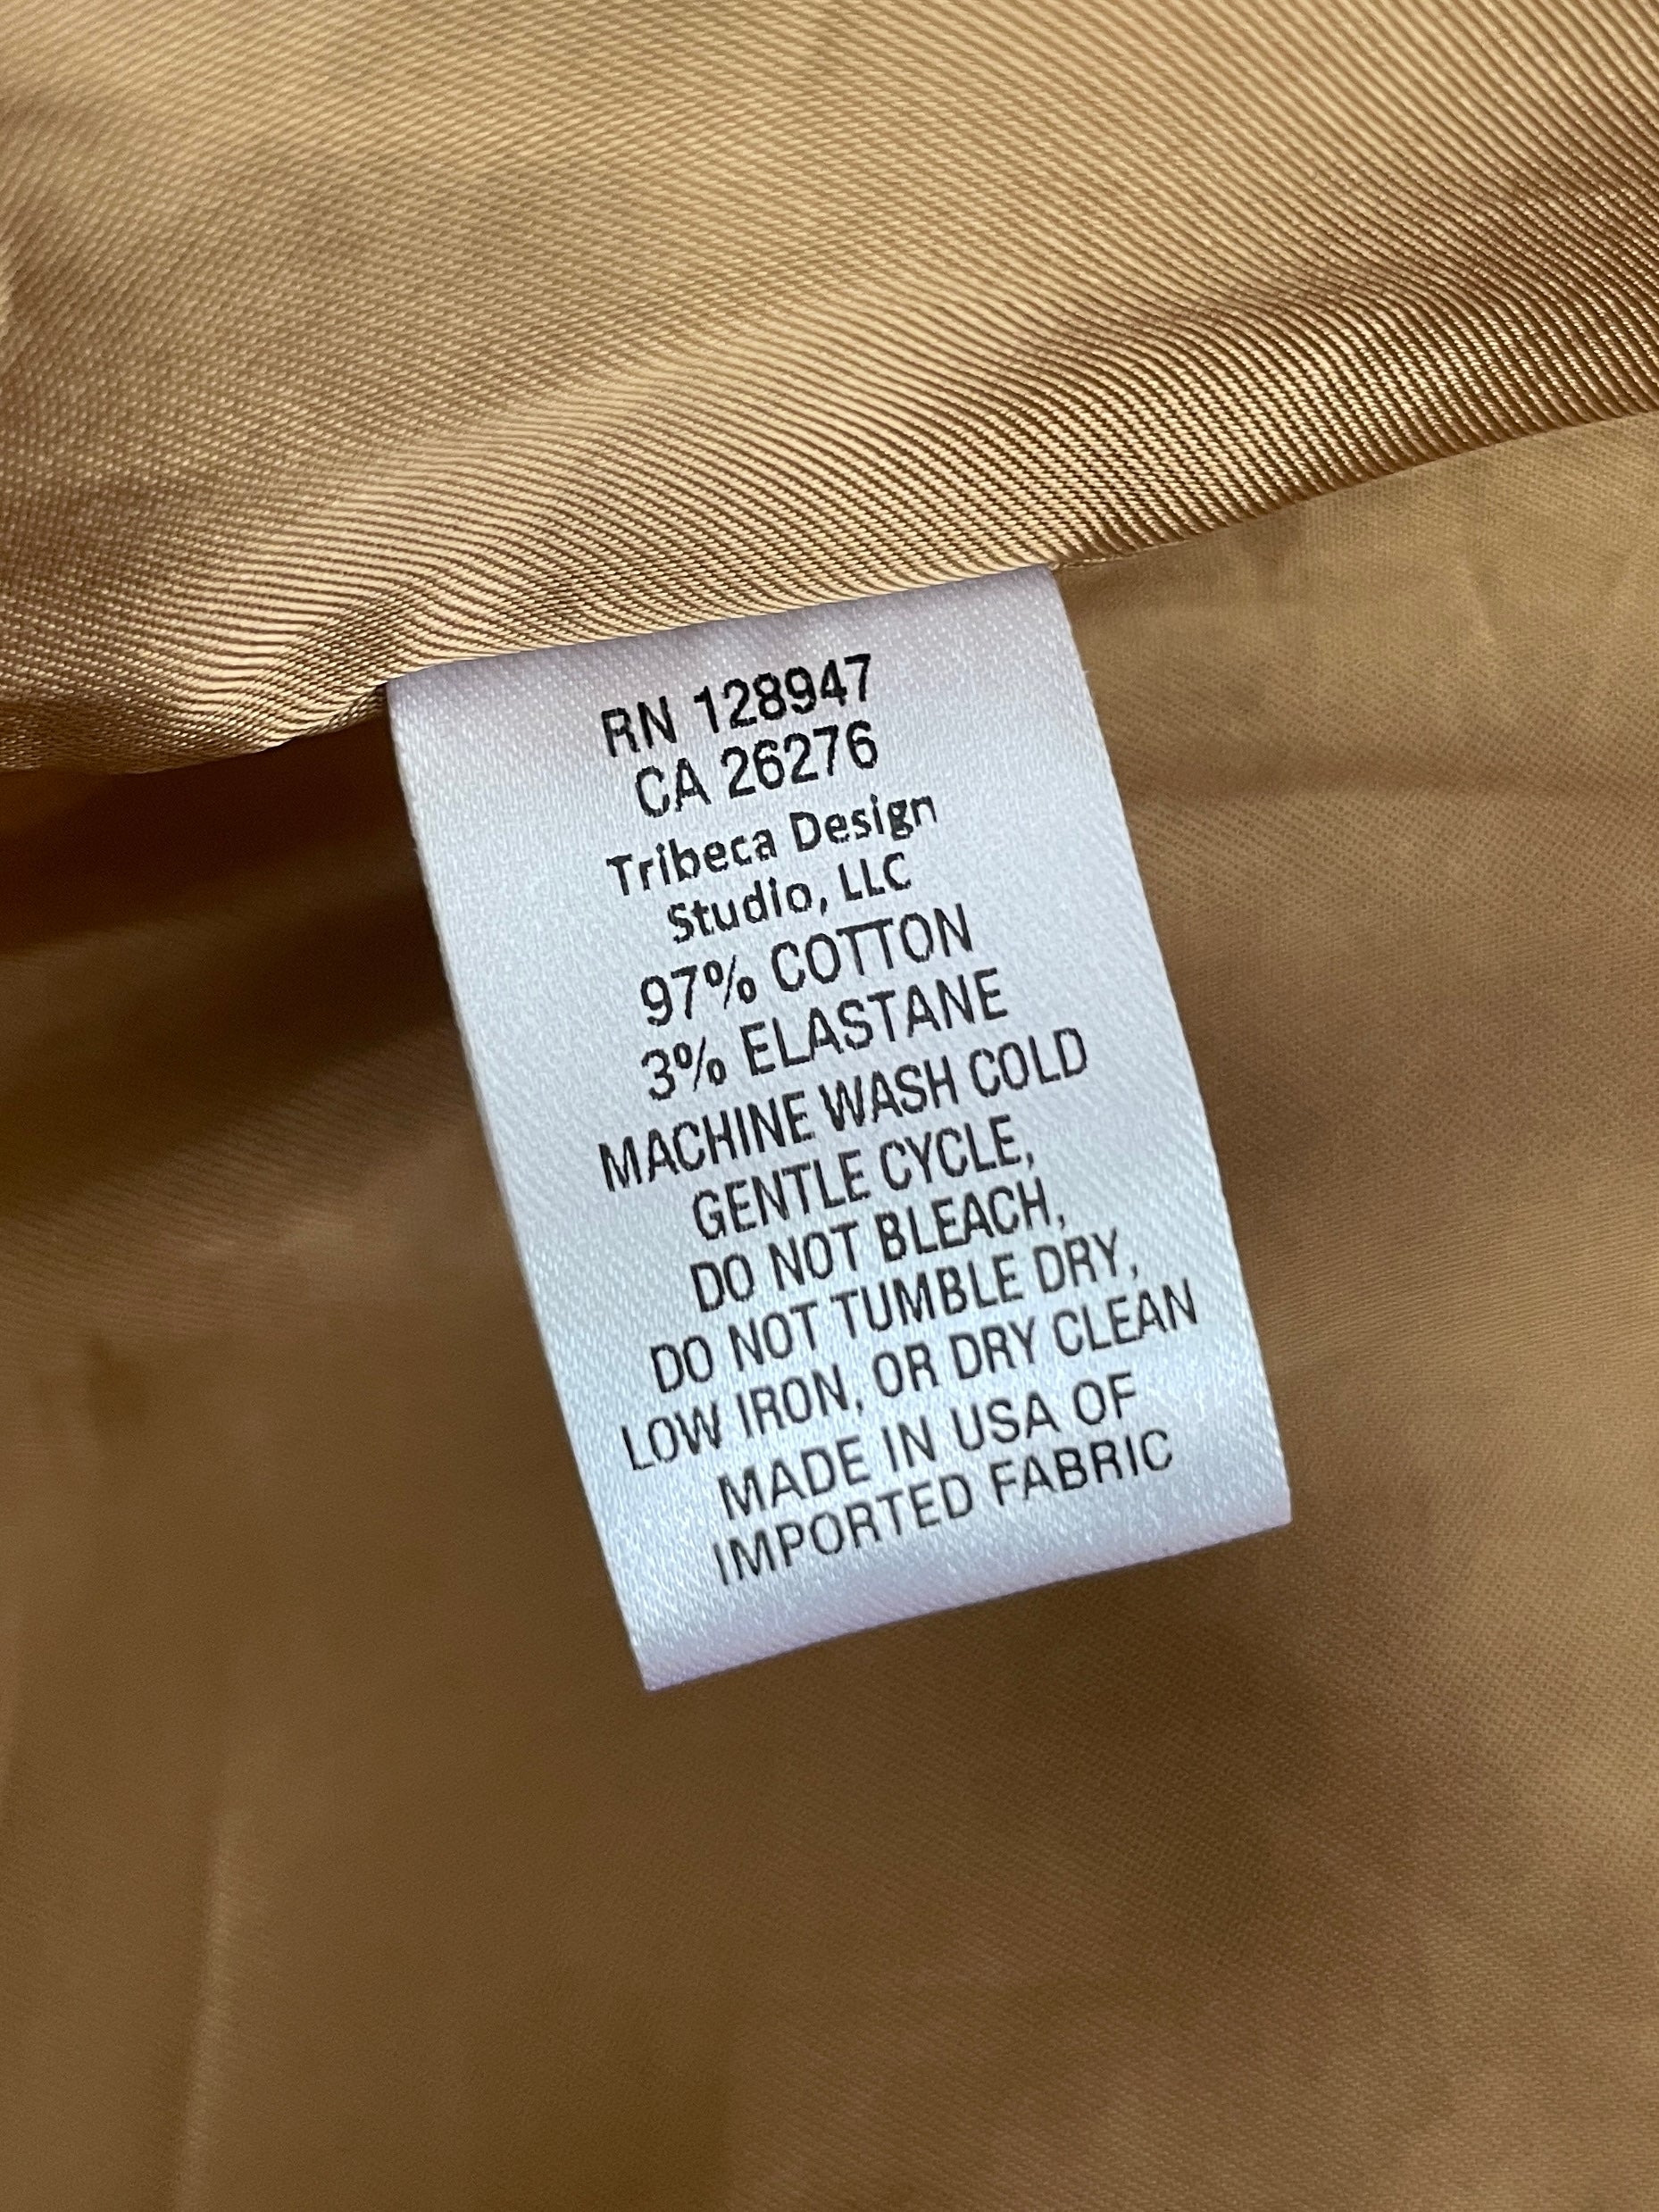 RN 128947
CA 26276
Tribeca Design
Studio, LLC
97% COTTON
3% ELASTANE
MACHINE WASH COLD
GENTLE CYCLE,
DO NOT BLEACH,
DO NOT TUMBLE DRY,
LOW IRON, OR DRY CLEAN
MADE IN USA OF
IMPORTED FABRIC